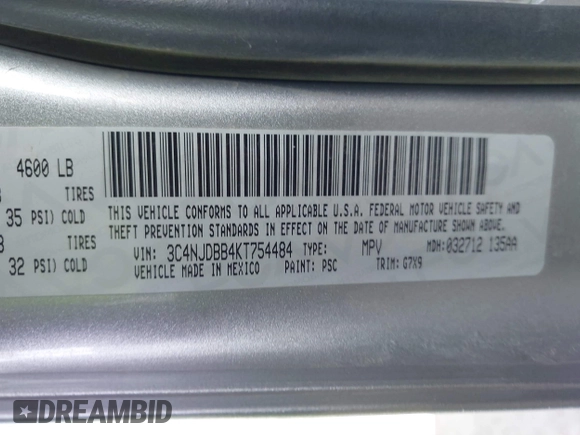 4600 LB
TIRES
35 PSI) COLD
TIRES
32 PSI) COLD
THIS VEHICLE CONFORMS TO ALL APPLICABLE U.S.A. FEDERAL MOTOR VEHICLE SAFETY AND
THEFT PREVENTION STANDARDS IN EFFECT ON THE DATE OF MANUFACTURE SHOWN ABOVE.
VIN: 3C4NJDBB4KT754484 TYPE: MPV MDH: 032712 135AA
VEHICLE MADE IN MEXICO PAINT: PSC TRIM: G7X9
DREAMBID